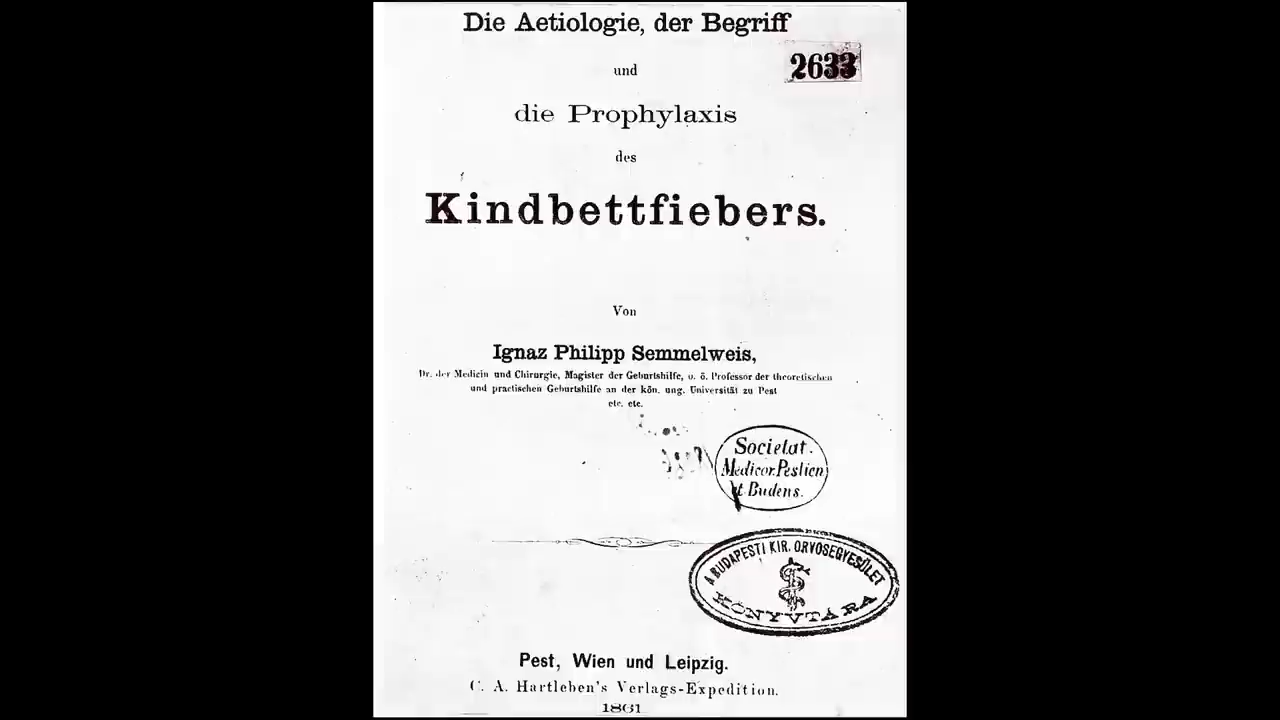 Die Aetiologie, der Begriff
2633
und
die Prophylaxis
des
Kindbettfiebers.
Von
Ignaz Philipp Semmelweis,
Dr. der Medicin und Chirurgie, Magister der Geburtshilfe, o. ö. Professor der theoretischen
und practischen Geburtshilfe an der kön. ung. Universität zu Pest
etc. etc.
Societat.
Medicor. Pestien
et Budens.
A BUDAPESTI KIR. ORVOSEGYESÜLET
KÖNYVTÁRA
Pest, Wien und Leipzig.
C. A. Hartleben's Verlags-Expedition.
1861